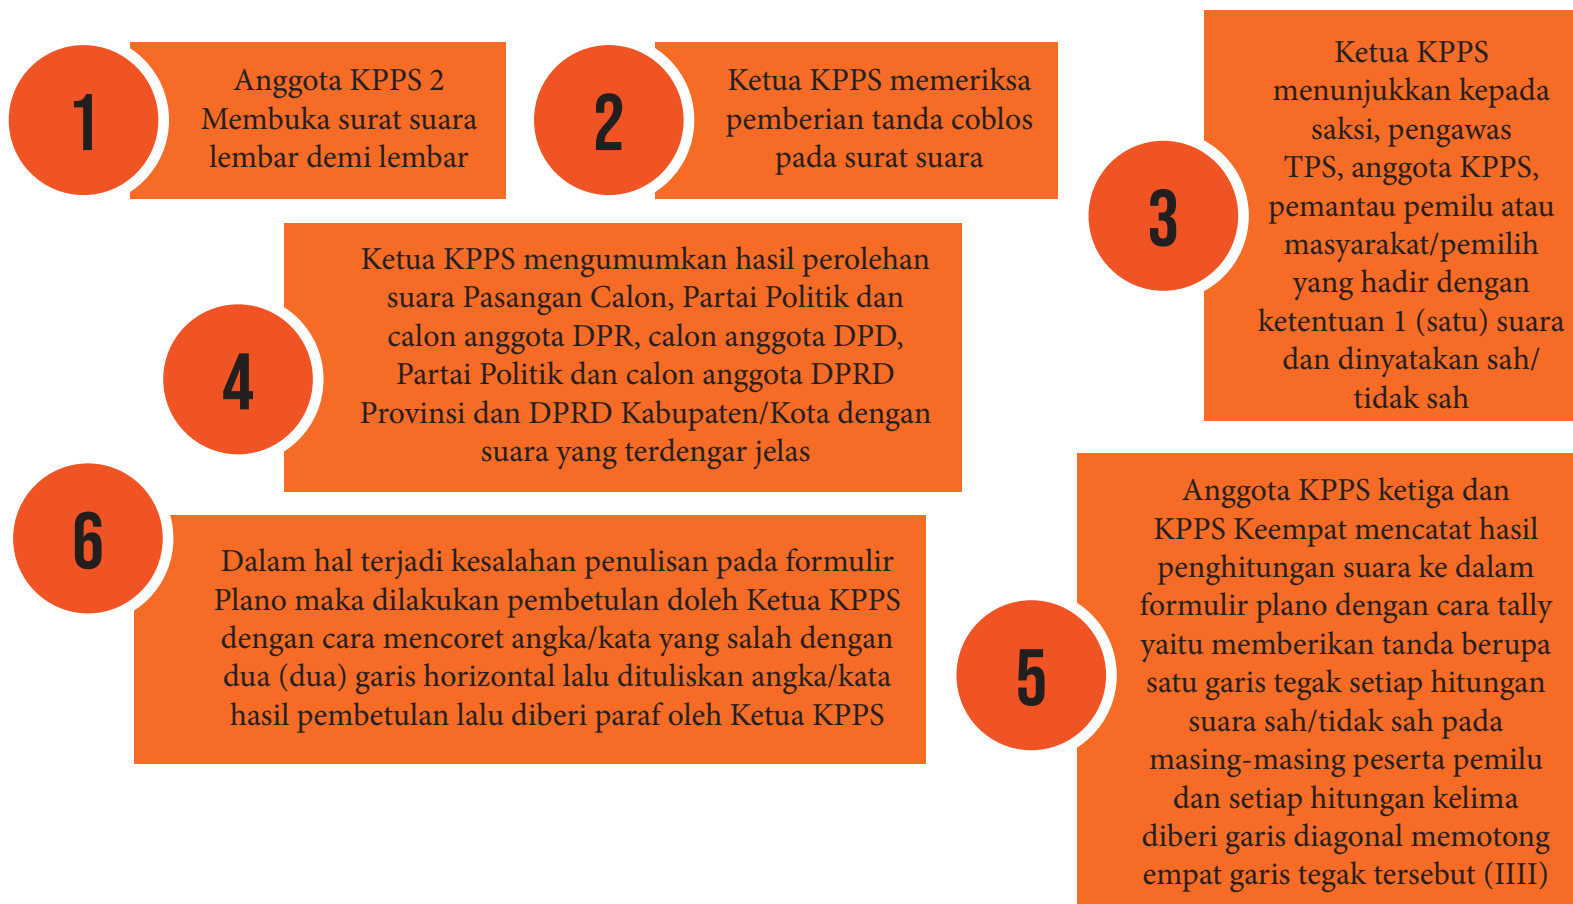 1
Anggota KPPS 2
Membuka surat suara
lembar demi lembar
2
Ketua KPPS memeriksa
pemberian tanda coblos
pada surat suara
3
Ketua KPPS
menunjukkan kepada
saksi, pengawas
TPS, anggota KPPS,
pemantau pemilu atau
masyarakat/pemilih
yang hadir dengan
ketentuan 1 (satu) suara
dan dinyatakan sah/
tidak sah
4
Ketua KPPS mengumumkan hasil perolehan
suara Pasangan Calon, Partai Politik dan
calon anggota DPR, calon anggota DPD,
Partai Politik dan calon anggota DPRD
Provinsi dan DPRD Kabupaten/Kota dengan
suara yang terdengar jelas
5
Anggota KPPS ketiga dan
KPPS Keempat mencatat hasil
penghitungan suara ke dalam
formulir plano dengan cara tally
yaitu memberikan tanda berupa
satu garis tegak setiap hitungan
suara sah/tidak sah pada
masing-masing peserta pemilu
dan setiap hitungan kelima
diberi garis diagonal memotong
empat garis tegak tersebut (IIII)
6
Dalam hal terjadi kesalahan penulisan pada formulir
Plano maka dilakukan pembetulan doleh Ketua KPPS
dengan cara mencoret angka/kata yang salah dengan
dua (dua) garis horizontal lalu dituliskan angka/kata
hasil pembetulan lalu diberi paraf oleh Ketua KPPS